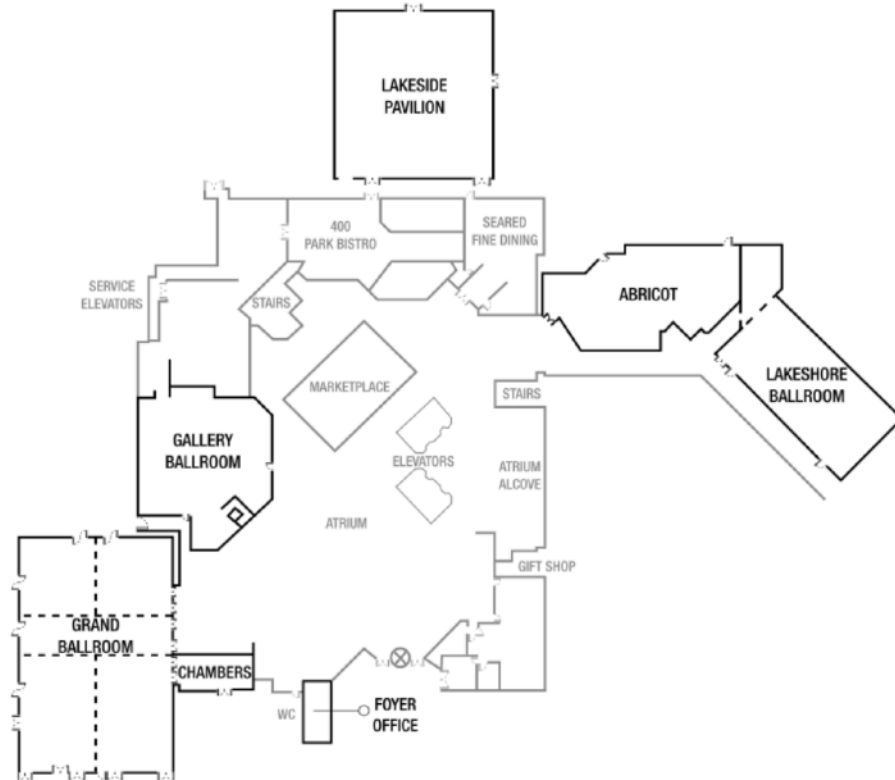 LAKESIDE
PAVILION
400
PARK BISTRO
SEARED
FINE DINING
SERVICE
ELEVATORS
STAIRS
ABRICOT
MARKETPLACE
STAIRS
LAKESHORE
BALLROOM
GALLERY
BALLROOM
ELEVATORS
ATRIUM
ALCOVE
ATRIUM
GIFT SHOP
GRAND
BALLROOM
CHAMBERS
WC
FOYER
OFFICE